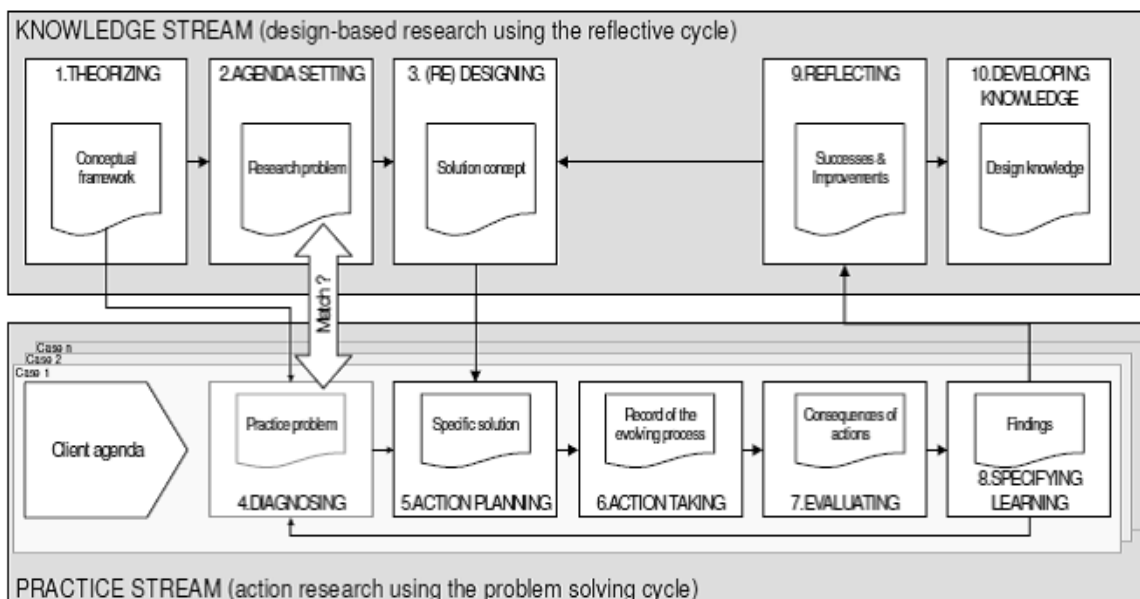 KNOWLEDGE STREAM (design-based research using the reflective cycle)
1.THEORIZING
Conceptual
framework
2.AGENDA SETTING
Research problem
3. (RE) DESIGNING
Solution concept
9.REFLECTING
Successes &
Improvements
10.DEVELOPING
KNOWLEDGE
Design knowledge
Match ?
Case n
Case 2
Case 1
Client agenda
Practice problem
4.DIAGNOSING
Specific solution
5.ACTION PLANNING
Record of the
evolving process
6.ACTION TAKING
Consequences of
actions
7.EVALUATING
Findings
8.SPECIFYING
LEARNING
PRACTICE STREAM (action research using the problem solving cycle)